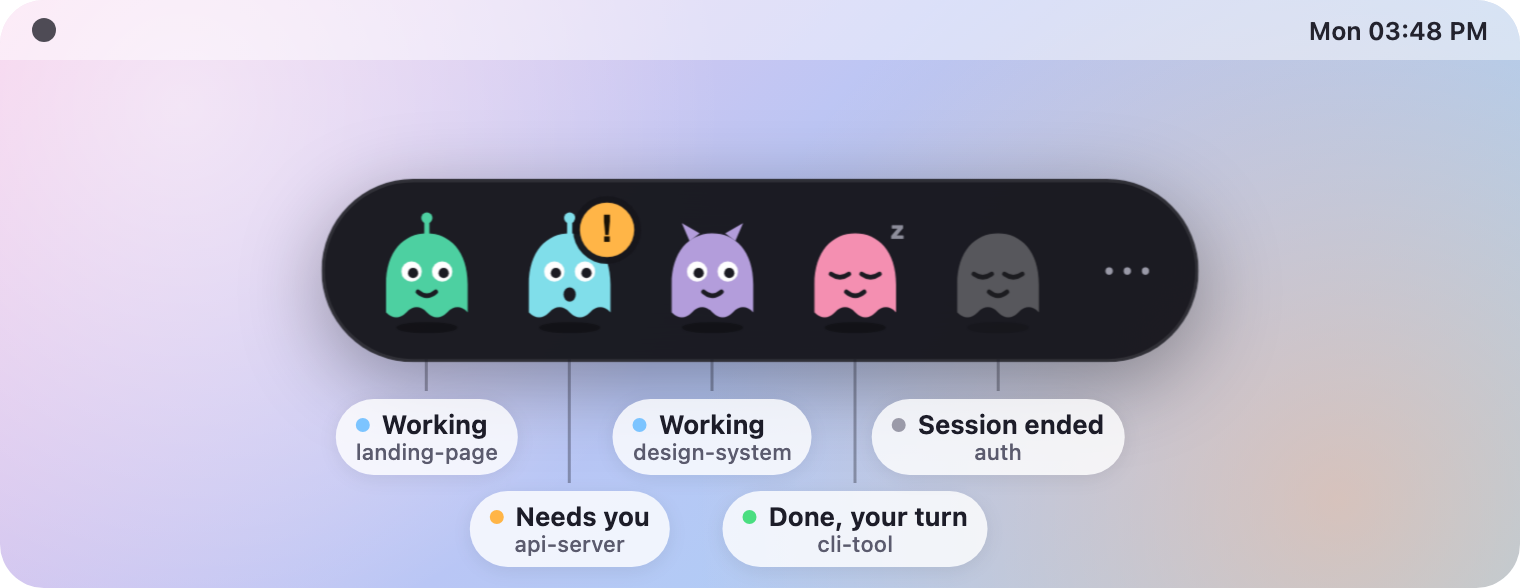 Mon 03:48 PM
!
z
Working
landing-page
Needs you
api-server
Working
design-system
Done, your turn
cli-tool
Session ended
auth